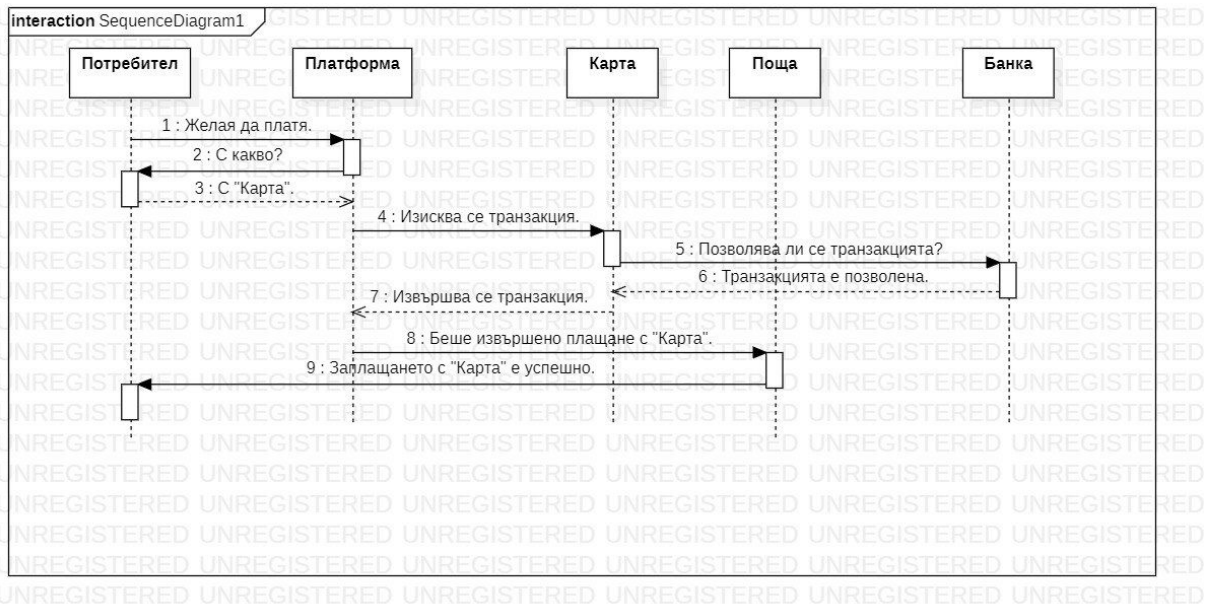 interaction SequenceDiagram1
Потребител
Платформа
Карта
Поща
Банка
1 : Желая да платя.
2 : С какво?
3 : С "Карта".
4 : Изисква се транзакция.
5 : Позволява ли се транзакцията?
6 : Транзакцията е позволена.
7 : Извършва се транзакция.
8 : Беше извършено плащане с "Карта".
9 : Заплащането с "Карта" е успешно.
UNREGISTERED